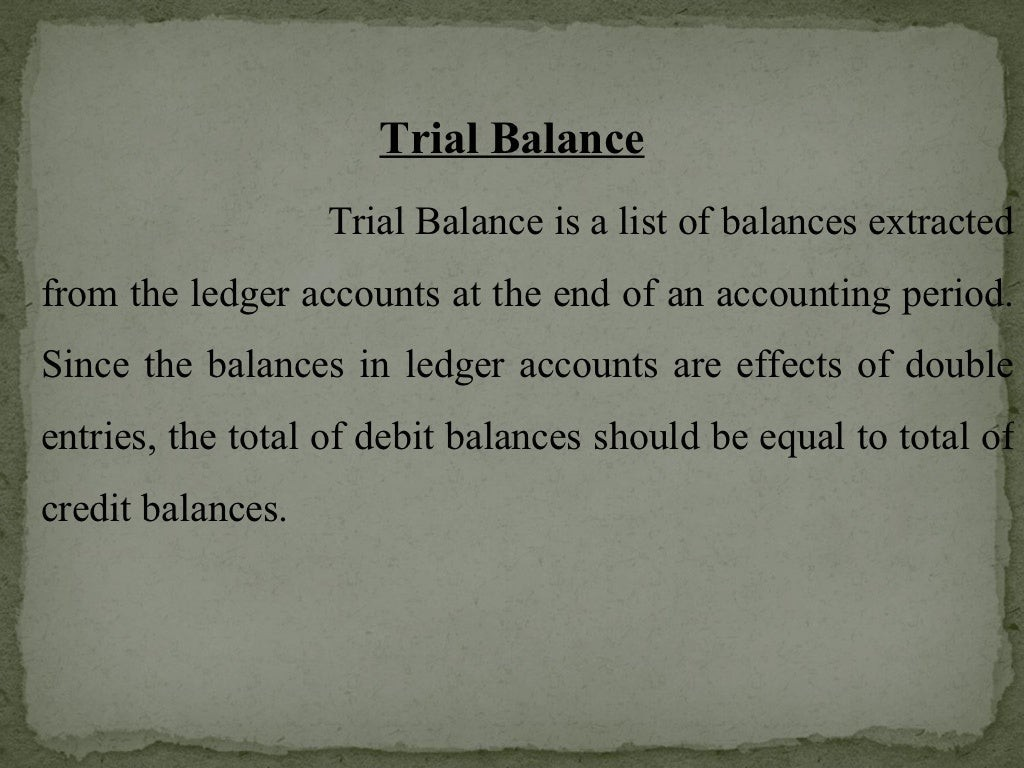 Trial Balance
Trial Balance is a list of balances extracted
from the ledger accounts at the end of an accounting period.
Since the balances in ledger accounts are effects of double
entries, the total of debit balances should be equal to total of
credit balances.